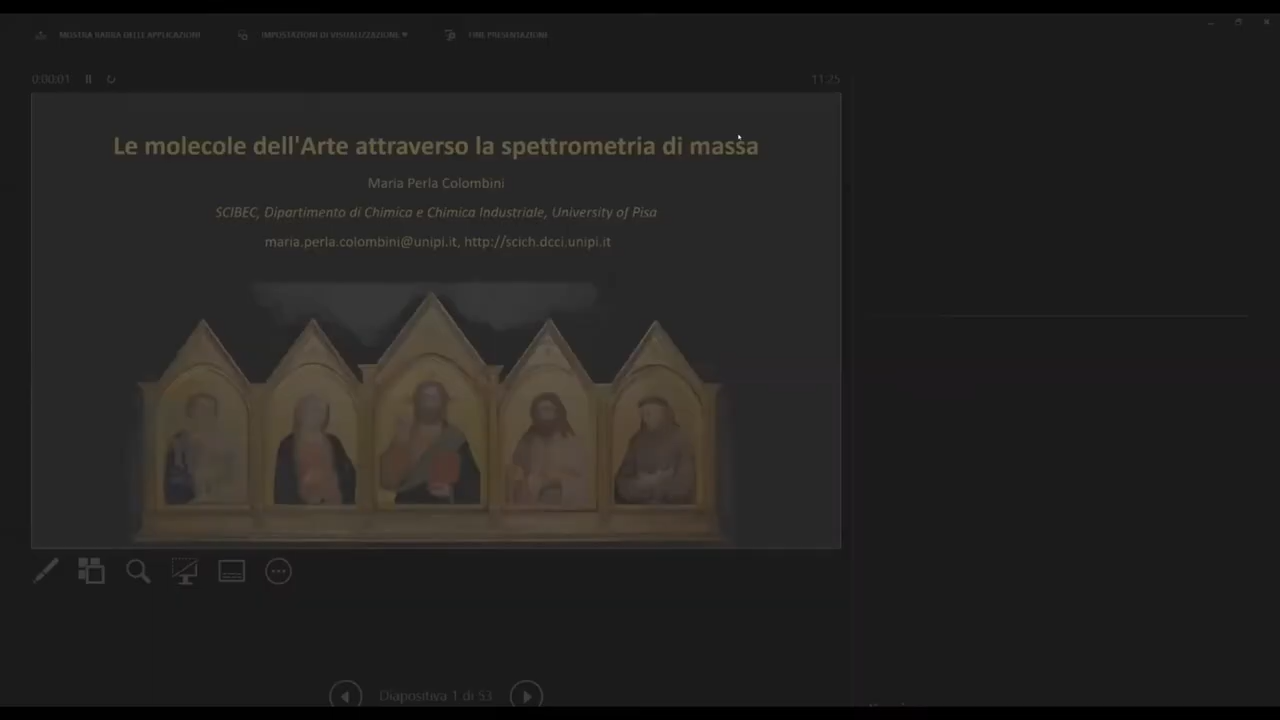 MOSTRA BARRA DELLE APPLICAZIONI IMPOSTAZIONI DI VISUALIZZAZIONE ▼ FINE PRESENTAZIONE
0:00:01 11:25
Le molecole dell'Arte attraverso la spettrometria di massa
Maria Perla Colombini
SCIBEC, Dipartimento di Chimica e Chimica Industriale, University of Pisa
maria.perla.colombini@unipi.it, http://scich.dcci.unipi.it
Diapositiva 1 di 53